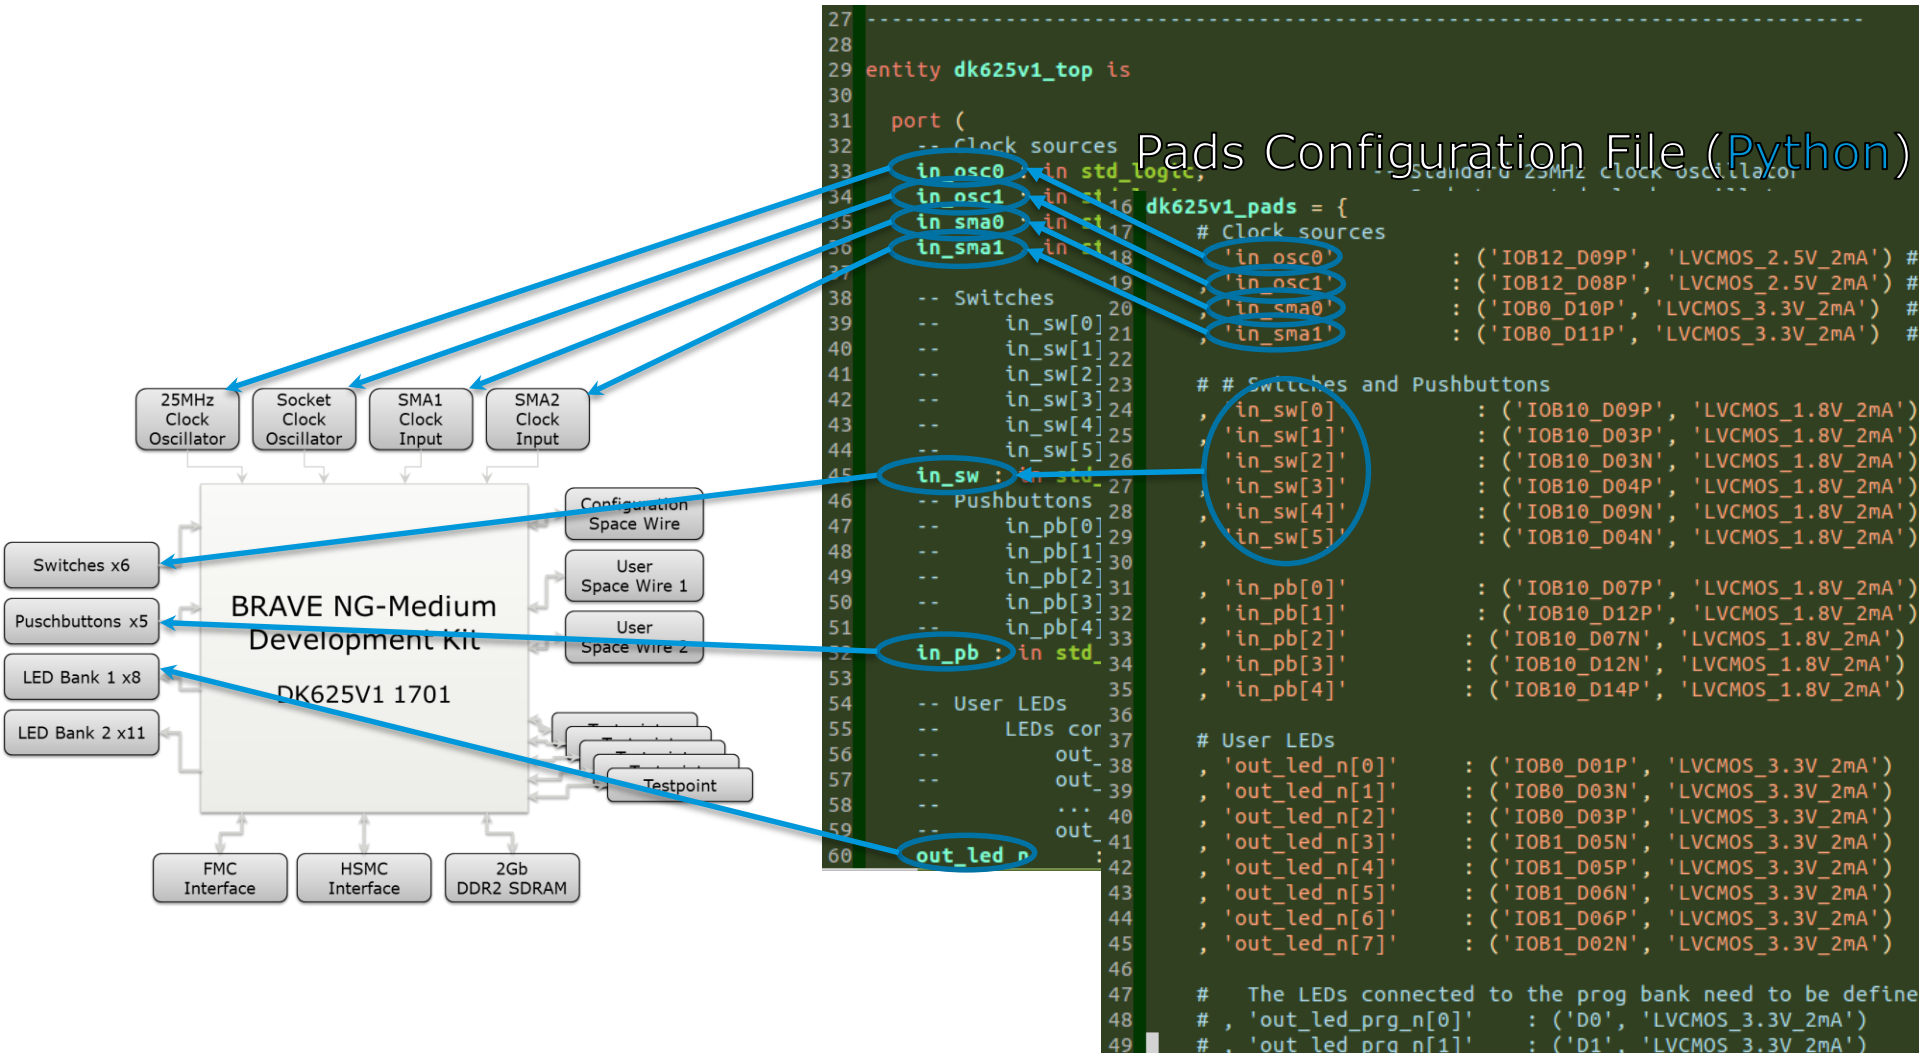 27 ----------------------------------------------------------------------------
28
29 entity dk625v1_top is
30
31 port (
32 -- Clock sources
33 in_osc0 : in std_logic; -- Standard 25MHz clock oscillator
34 in_osc1 : in
35 in_sma0 : in
36 in_sma1 : in
37
38 -- Switches
39 -- in_sw[0]
40 -- in_sw[1]
41 -- in_sw[2]
42 -- in_sw[3]
43 -- in_sw[4]
44 -- in_sw[5]
45 in_sw : in std_
46 -- Pushbuttons
47 -- in_pb[0]
48 -- in_pb[1]
49 -- in_pb[2]
50 -- in_pb[3]
51 -- in_pb[4]
52 in_pb : in std_
53
54 -- User LEDs
55 -- LEDs con
56 -- out_
57 -- out_
58 -- ...
59 -- out_
60 out_led_n :
Pads Configuration File (Python)
16 dk625v1_pads = {
17 # Clock sources
18 'in_osc0' : ('IOB12_D09P', 'LVCMOS_2.5V_2mA') #
19 , 'in_osc1' : ('IOB12_D08P', 'LVCMOS_2.5V_2mA') #
20 , 'in_sma0' : ('IOB0_D10P', 'LVCMOS_3.3V_2mA') #
21 , 'in_sma1' : ('IOB0_D11P', 'LVCMOS_3.3V_2mA') #
22
23 # # Switches and Pushbuttons
24 , 'in_sw[0]' : ('IOB10_D09P', 'LVCMOS_1.8V_2mA')
25 , 'in_sw[1]' : ('IOB10_D03P', 'LVCMOS_1.8V_2mA')
26 , 'in_sw[2]' : ('IOB10_D03N', 'LVCMOS_1.8V_2mA')
27 , 'in_sw[3]' : ('IOB10_D04P', 'LVCMOS_1.8V_2mA')
28 , 'in_sw[4]' : ('IOB10_D09N', 'LVCMOS_1.8V_2mA')
29 , 'in_sw[5]' : ('IOB10_D04N', 'LVCMOS_1.8V_2mA')
30
31 , 'in_pb[0]' : ('IOB10_D07P', 'LVCMOS_1.8V_2mA')
32 , 'in_pb[1]' : ('IOB10_D12P', 'LVCMOS_1.8V_2mA')
33 , 'in_pb[2]' : ('IOB10_D07N', 'LVCMOS_1.8V_2mA')
34 , 'in_pb[3]' : ('IOB10_D12N', 'LVCMOS_1.8V_2mA')
35 , 'in_pb[4]' : ('IOB10_D14P', 'LVCMOS_1.8V_2mA')
36
37 # User LEDs
38 , 'out_led_n[0]' : ('IOB0_D01P', 'LVCMOS_3.3V_2mA')
39 , 'out_led_n[1]' : ('IOB0_D03N', 'LVCMOS_3.3V_2mA')
40 , 'out_led_n[2]' : ('IOB0_D03P', 'LVCMOS_3.3V_2mA')
41 , 'out_led_n[3]' : ('IOB1_D05N', 'LVCMOS_3.3V_2mA')
42 , 'out_led_n[4]' : ('IOB1_D05P', 'LVCMOS_3.3V_2mA')
43 , 'out_led_n[5]' : ('IOB1_D06N', 'LVCMOS_3.3V_2mA')
44 , 'out_led_n[6]' : ('IOB1_D06P', 'LVCMOS_3.3V_2mA')
45 , 'out_led_n[7]' : ('IOB1_D02N', 'LVCMOS_3.3V_2mA')
46
47 # The LEDs connected to the prog bank need to be define
48 # , 'out_led_prg_n[0]' : ('D0', 'LVCMOS_3.3V_2mA')
49 # , 'out_led_prg_n[1]' : ('D1', 'LVCMOS_3.3V_2mA')
25MHz
Clock
Oscillator
Socket
Clock
Oscillator
SMA1
Clock
Input
SMA2
Clock
Input
Switches x6
Puschbuttons x5
LED Bank 1 x8
LED Bank 2 x11
BRAVE NG-Medium
Development Kit
DK625V1 1701
Configuration
Space Wire
User
Space Wire 1
User
Space Wire 2
Testpoint
FMC
Interface
HSMC
Interface
2Gb
DDR2 SDRAM